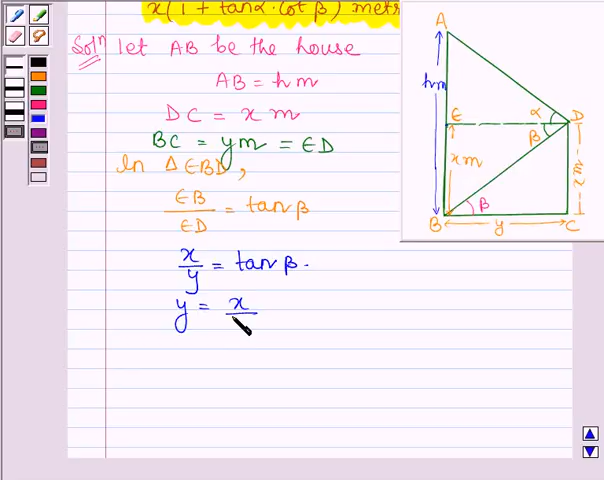 x(1 + tanα·Cot β) metr
Solⁿ let AB be the house
AB = h m
DC = x m
BC = y m = ED
In Δ EBD,
EB/ED = tan β
x/y = tan β.
y = x/
A
h m
E
α
D
β
x m
x m
β
B
y
C